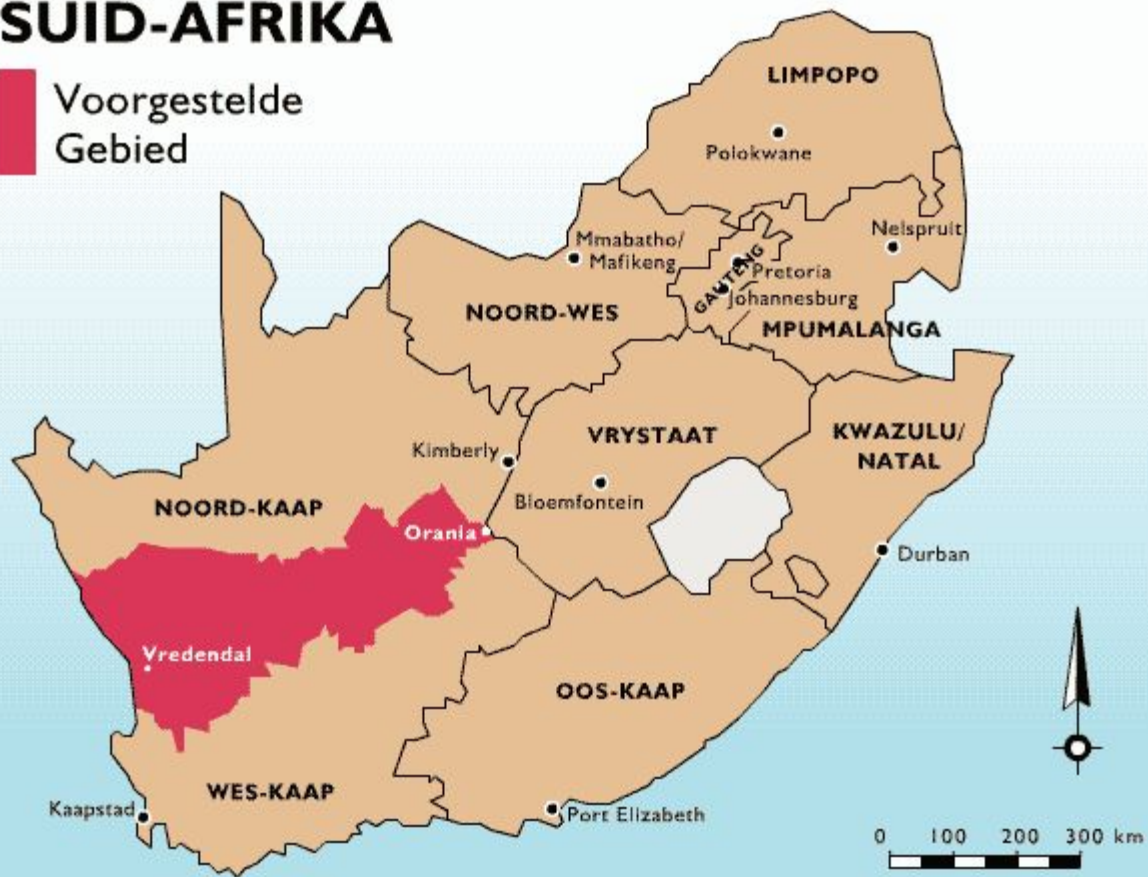 SUID-AFRIKA
Voorgestelde
Gebied
LIMPOPO
Polokwane
Nelspruit
Mmabatho/
Mafikeng
GAUTENG
Pretoria
Johannesburg
NOORD-WES
MPUMALANGA
VRYSTAAT
KWAZULU/
NATAL
Kimberly
Bloemfontein
NOORD-KAAP
Orania
Durban
Vredendal
OOS-KAAP
WES-KAAP
Kaapstad
Port Elizabeth
0 100 200 300 km